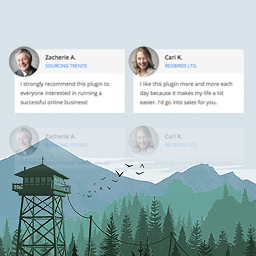 Zacherie A.
SOURCING TRENDS
I strongly recommend this plugin to
everyone interested in running a
successful online business!
Cari K.
REDBIRDS LTD.
I like this plugin more and more each
day because it makes my life a lot
easier. I'd go into sales for you.
Zacherie A.
SOURCING TRENDS
Cari K.
REDBIRDS LTD.